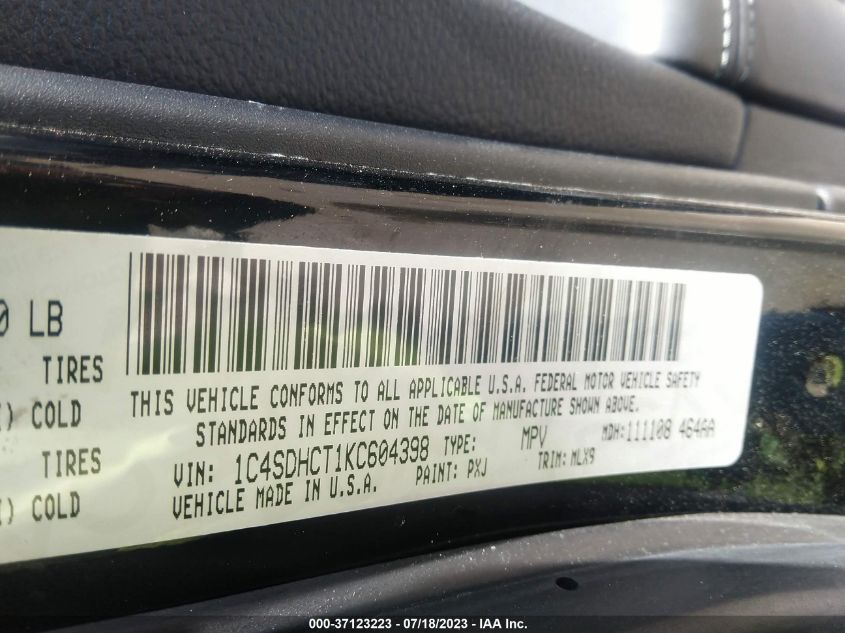 0 LB
TIRES
) COLD
TIRES
) COLD
THIS VEHICLE CONFORMS TO ALL APPLICABLE U.S.A. FEDERAL MOTOR VEHICLE SAFETY
STANDARDS IN EFFECT ON THE DATE OF MANUFACTURE SHOWN ABOVE.
VIN: 1C4SDHCT1KC604398 TYPE: MPV MDH:111108 464AA
VEHICLE MADE IN U.S.A. PAINT: PXJ TRIM: MLX9
000-37123223 - 07/18/2023 - IAA Inc.